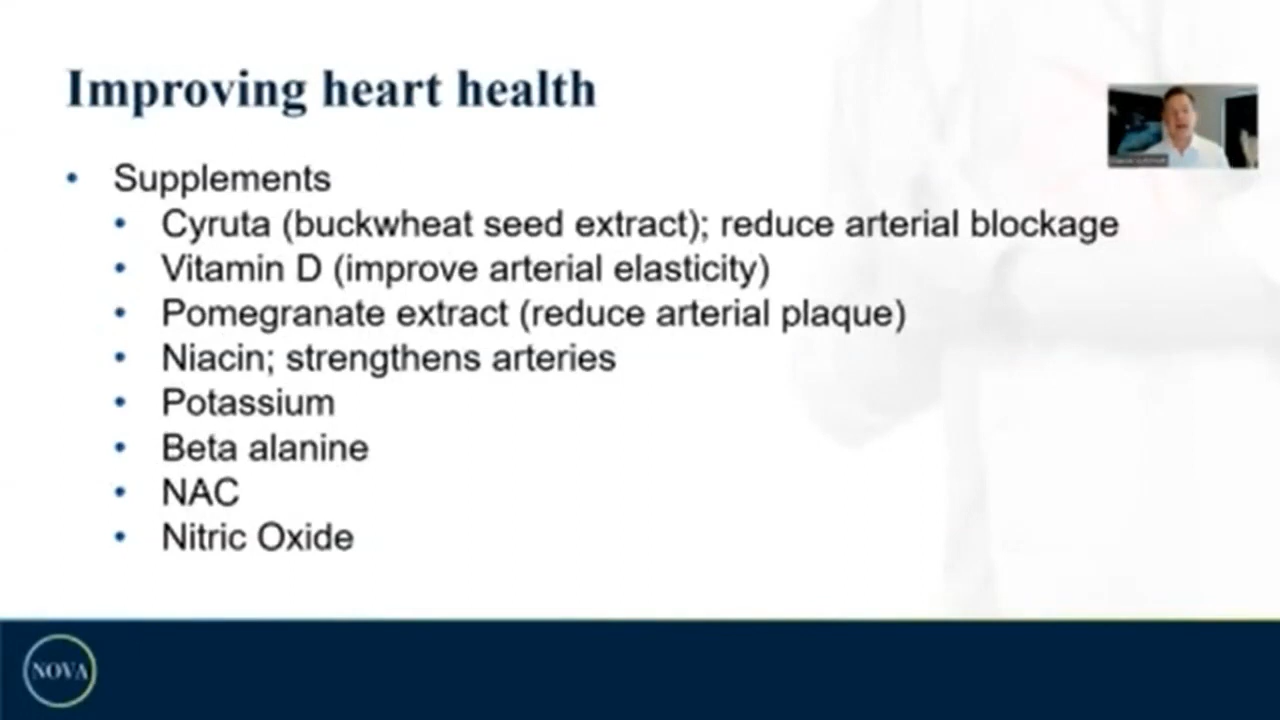 Improving heart health
• Supplements
• Cyruta (buckwheat seed extract); reduce arterial blockage
• Vitamin D (improve arterial elasticity)
• Pomegranate extract (reduce arterial plaque)
• Niacin; strengthens arteries
• Potassium
• Beta alanine
• NAC
• Nitric Oxide
NOVA